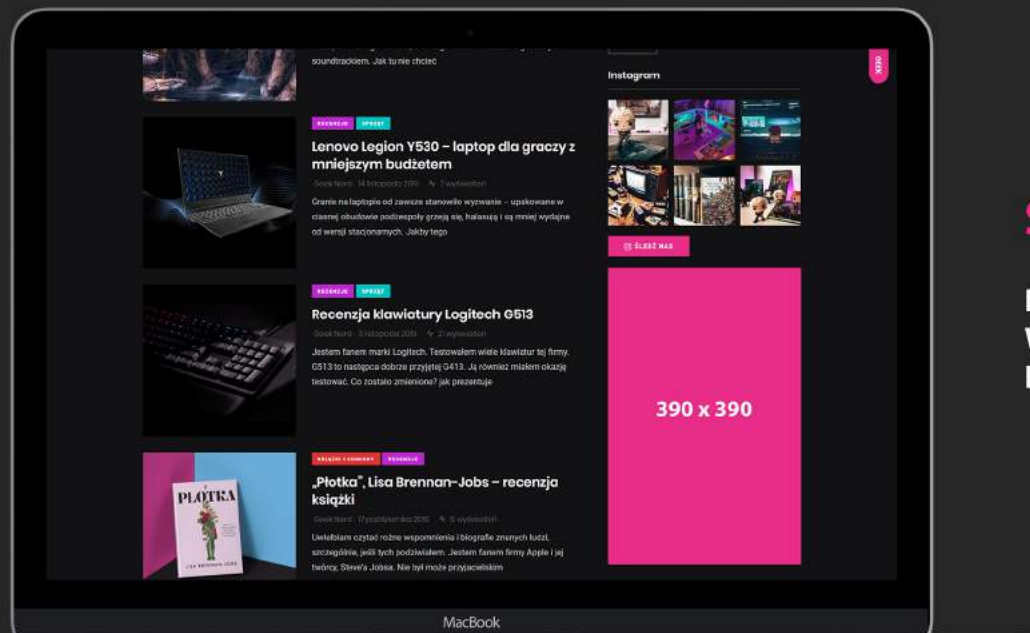 soundtrackiem. Jak tu nie chcieć
RECENZJE SPRZĘT
Lenovo Legion Y530 – laptop dla graczy z
mniejszym budżetem
Geek Nerd · 14 listopada 2019 7 wyświetleń
Granie na laptopie od zawsze stanowiło wyzwanie – upakowane w
ciasnej obudowie podzespoły grzeją się, hałasują i są mniej wydajne
od wersji stacjonarnych. Jakby tego
RECENZJE SPRZĘT
Recenzja klawiatury Logitech G513
Geek Nerd · 3 listopada 2019 21 wyświetleń
Jestem fanem marki Logitech. Testowałem wiele klawiatur tej firmy.
G513 to następca dobrze przyjętej G413. Ją również miałem okazję
testować. Co zostało zmienione? jak prezentuje
PŁOTKA
LISA BRENNAN-JOBS
KSIĄŻKI I KOMIKSY RECENZJE
„Płotka”, Lisa Brennan-Jobs – recenzja
książki
Geek Nerd · 17 października 2019 15 wyświetleń
Uwielbiam czytać różne wspomnienia i biografie znanych ludzi,
szczególnie, jeśli tych podziwiałem. Jestem fanem firmy Apple i jej
twórcy, Steve'a Jobsa. Nie był może przyjacielskim
Instagram
ŚLEDŹ NAS
390 x 390
GEEK
MacBook